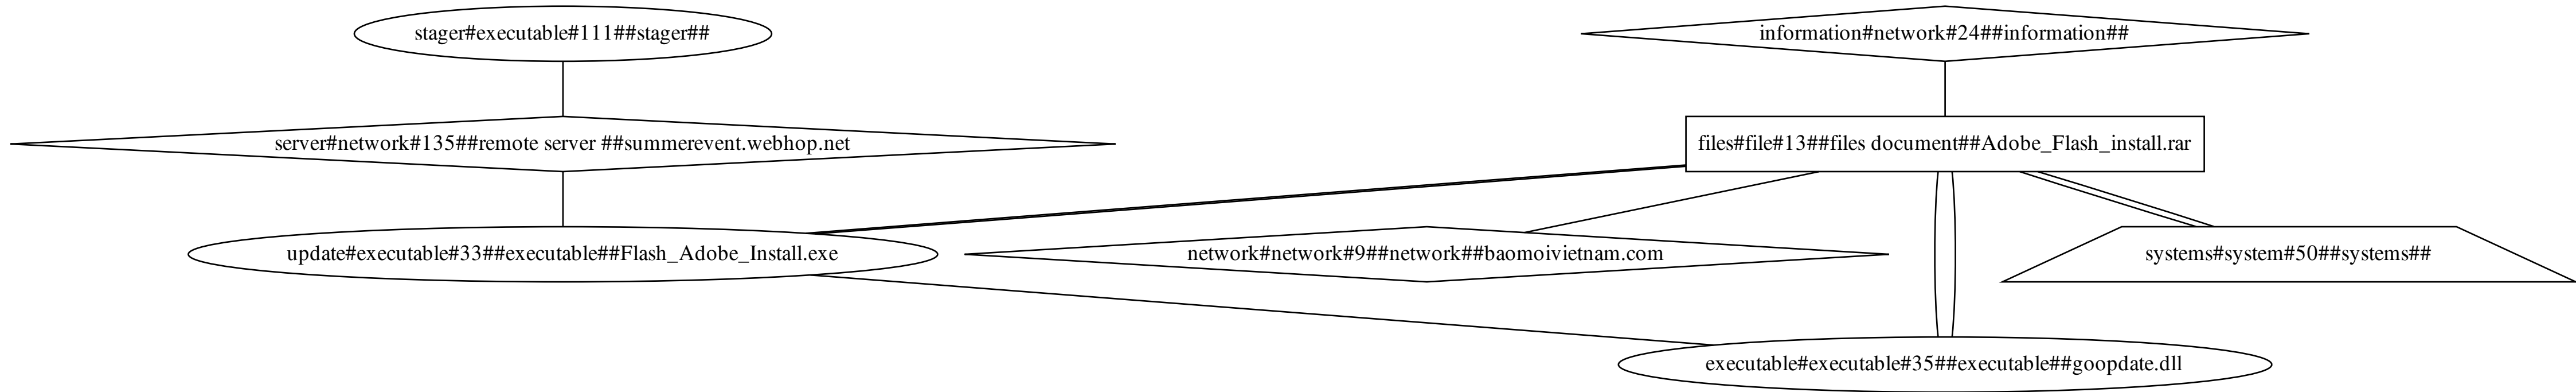 stager#executable#111##stager##
information#network#24##information##
server#network#135##remote server ##summerevent.webhop.net
files#file#13##files document##Adobe_Flash_install.rar
update#executable#33##executable##Flash_Adobe_Install.exe
network#network#9##network##baomoivietnam.com
systems#system#50##systems##
executable#executable#35##executable##goopdate.dll